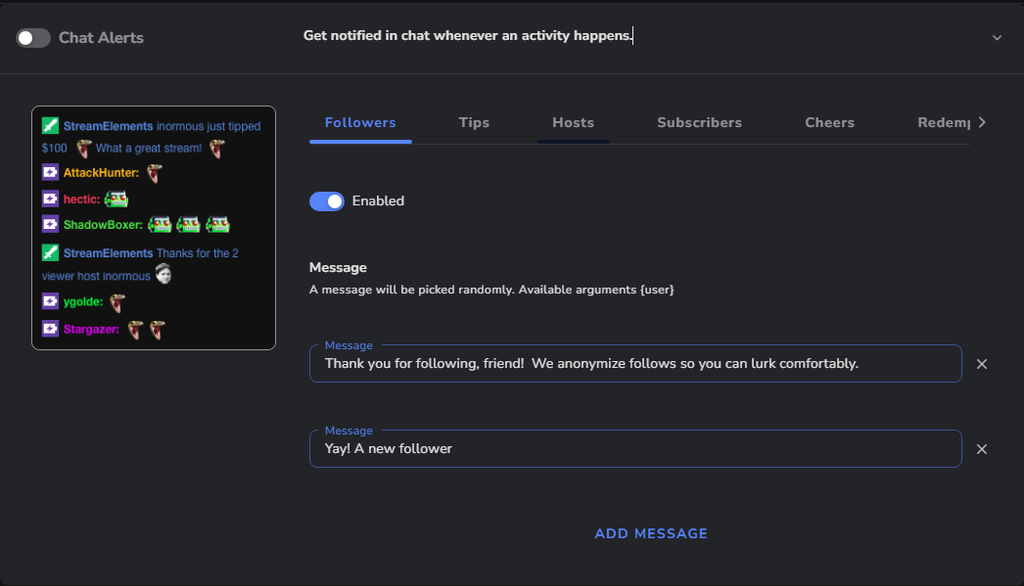 Chat Alerts
Get notified in chat whenever an activity happens.
StreamElements inormous just tipped
$100 What a great stream!
AttackHunter:
hectic:
ShadowBoxer:
StreamElements Thanks for the 2
viewer host inormous
ygolde:
Stargazer:
Followers Tips Hosts Subscribers Cheers Redemp
Enabled
Message
A message will be picked randomly. Available arguments {user}
Message
Thank you for following, friend!  We anonymize follows so you can lurk comfortably.
Message
Yay! A new follower
ADD MESSAGE